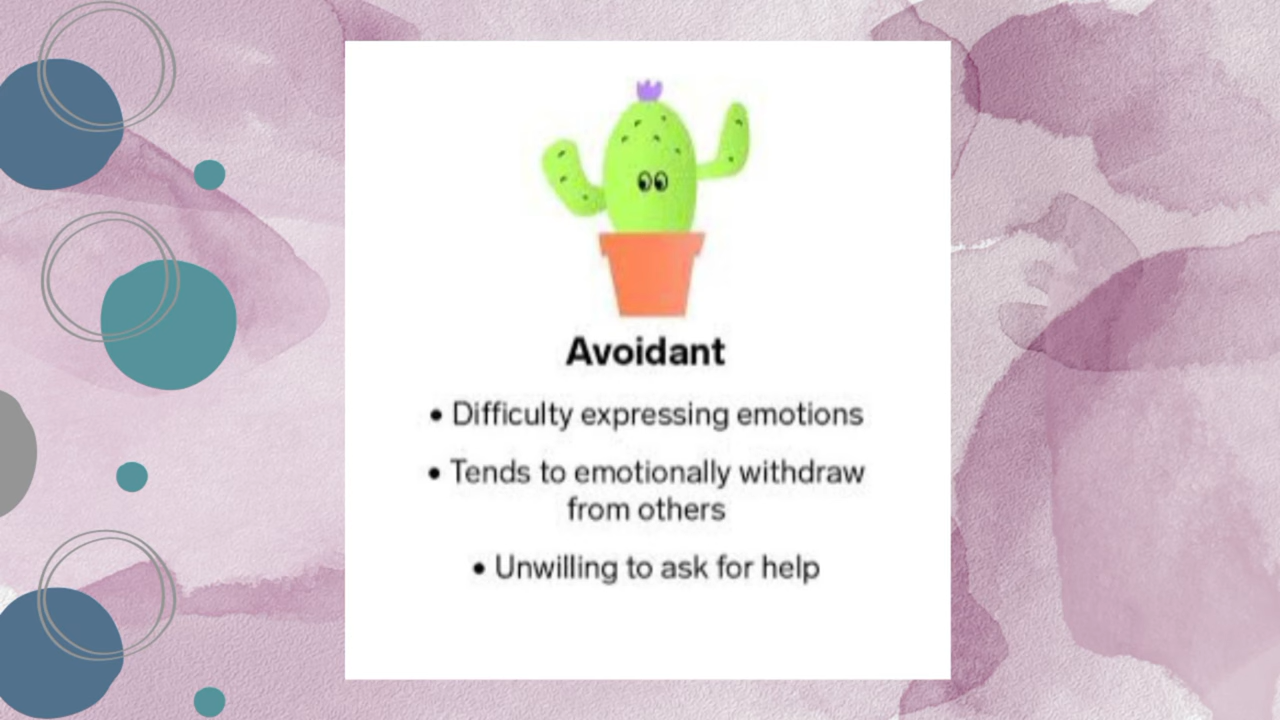 Avoidant
• Difficulty expressing emotions
• Tends to emotionally withdraw
from others
• Unwilling to ask for help